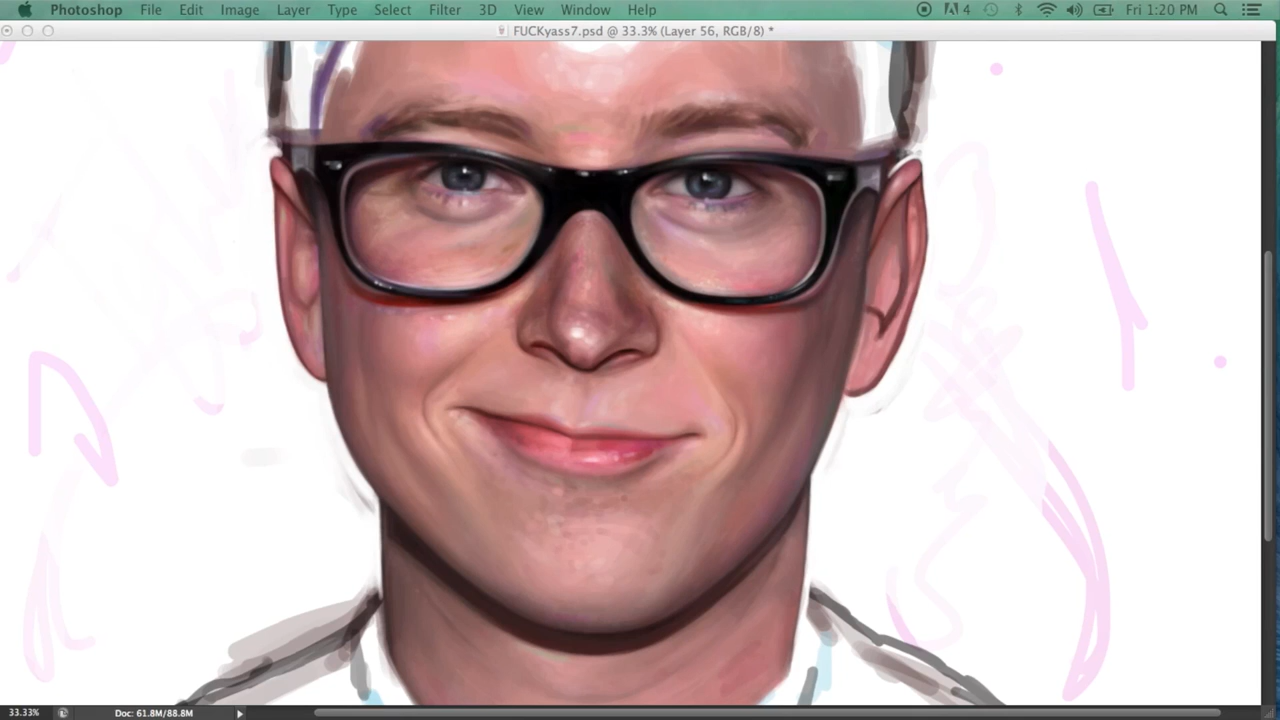 Photoshop File Edit Image Layer Type Select Filter 3D View Window Help 4 Fri 1:20 PM
FUCKyass7.psd @ 33.3% (Layer 56, RGB/8) *
33.33% Doc: 61.8M/88.8M